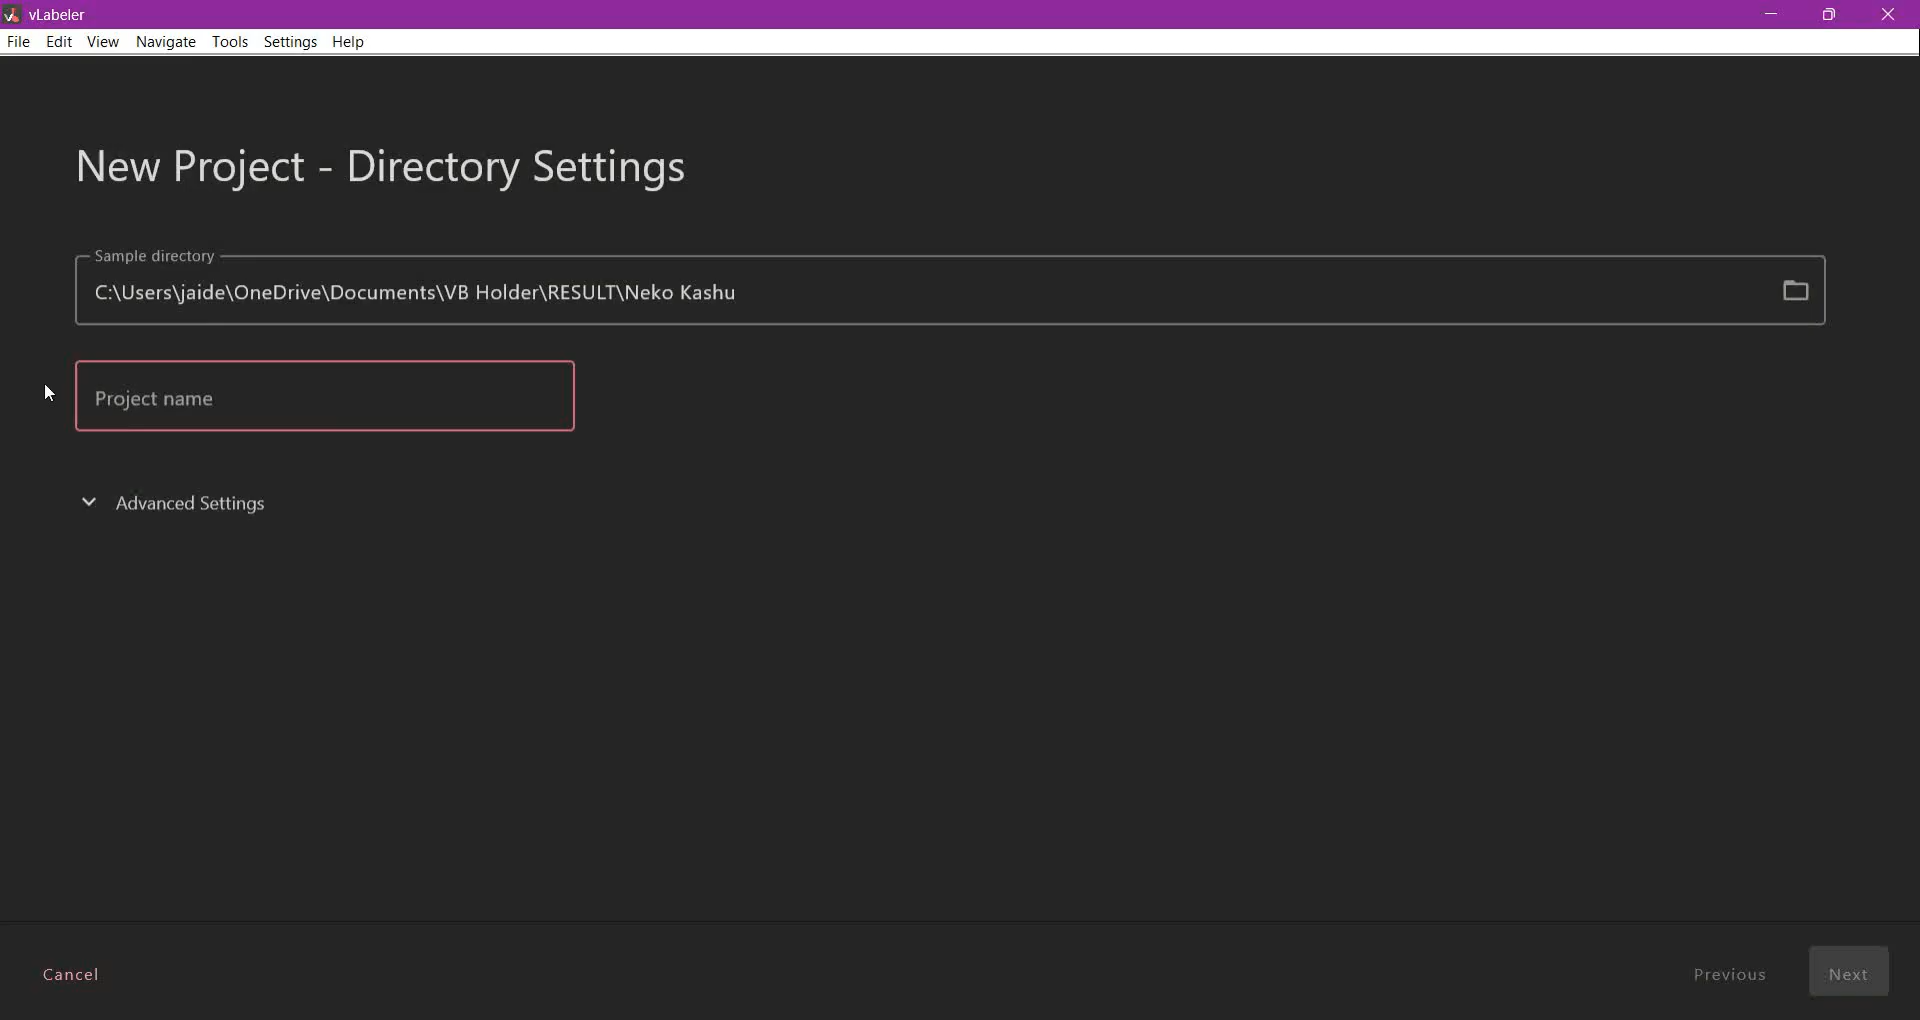 vLabeler
File Edit View Navigate Tools Settings Help
New Project - Directory Settings
Sample directory
C:\Users\jaide\OneDrive\Documents\VB Holder\RESULT\Neko Kashu
Project name
Advanced Settings
Cancel
Previous
Next